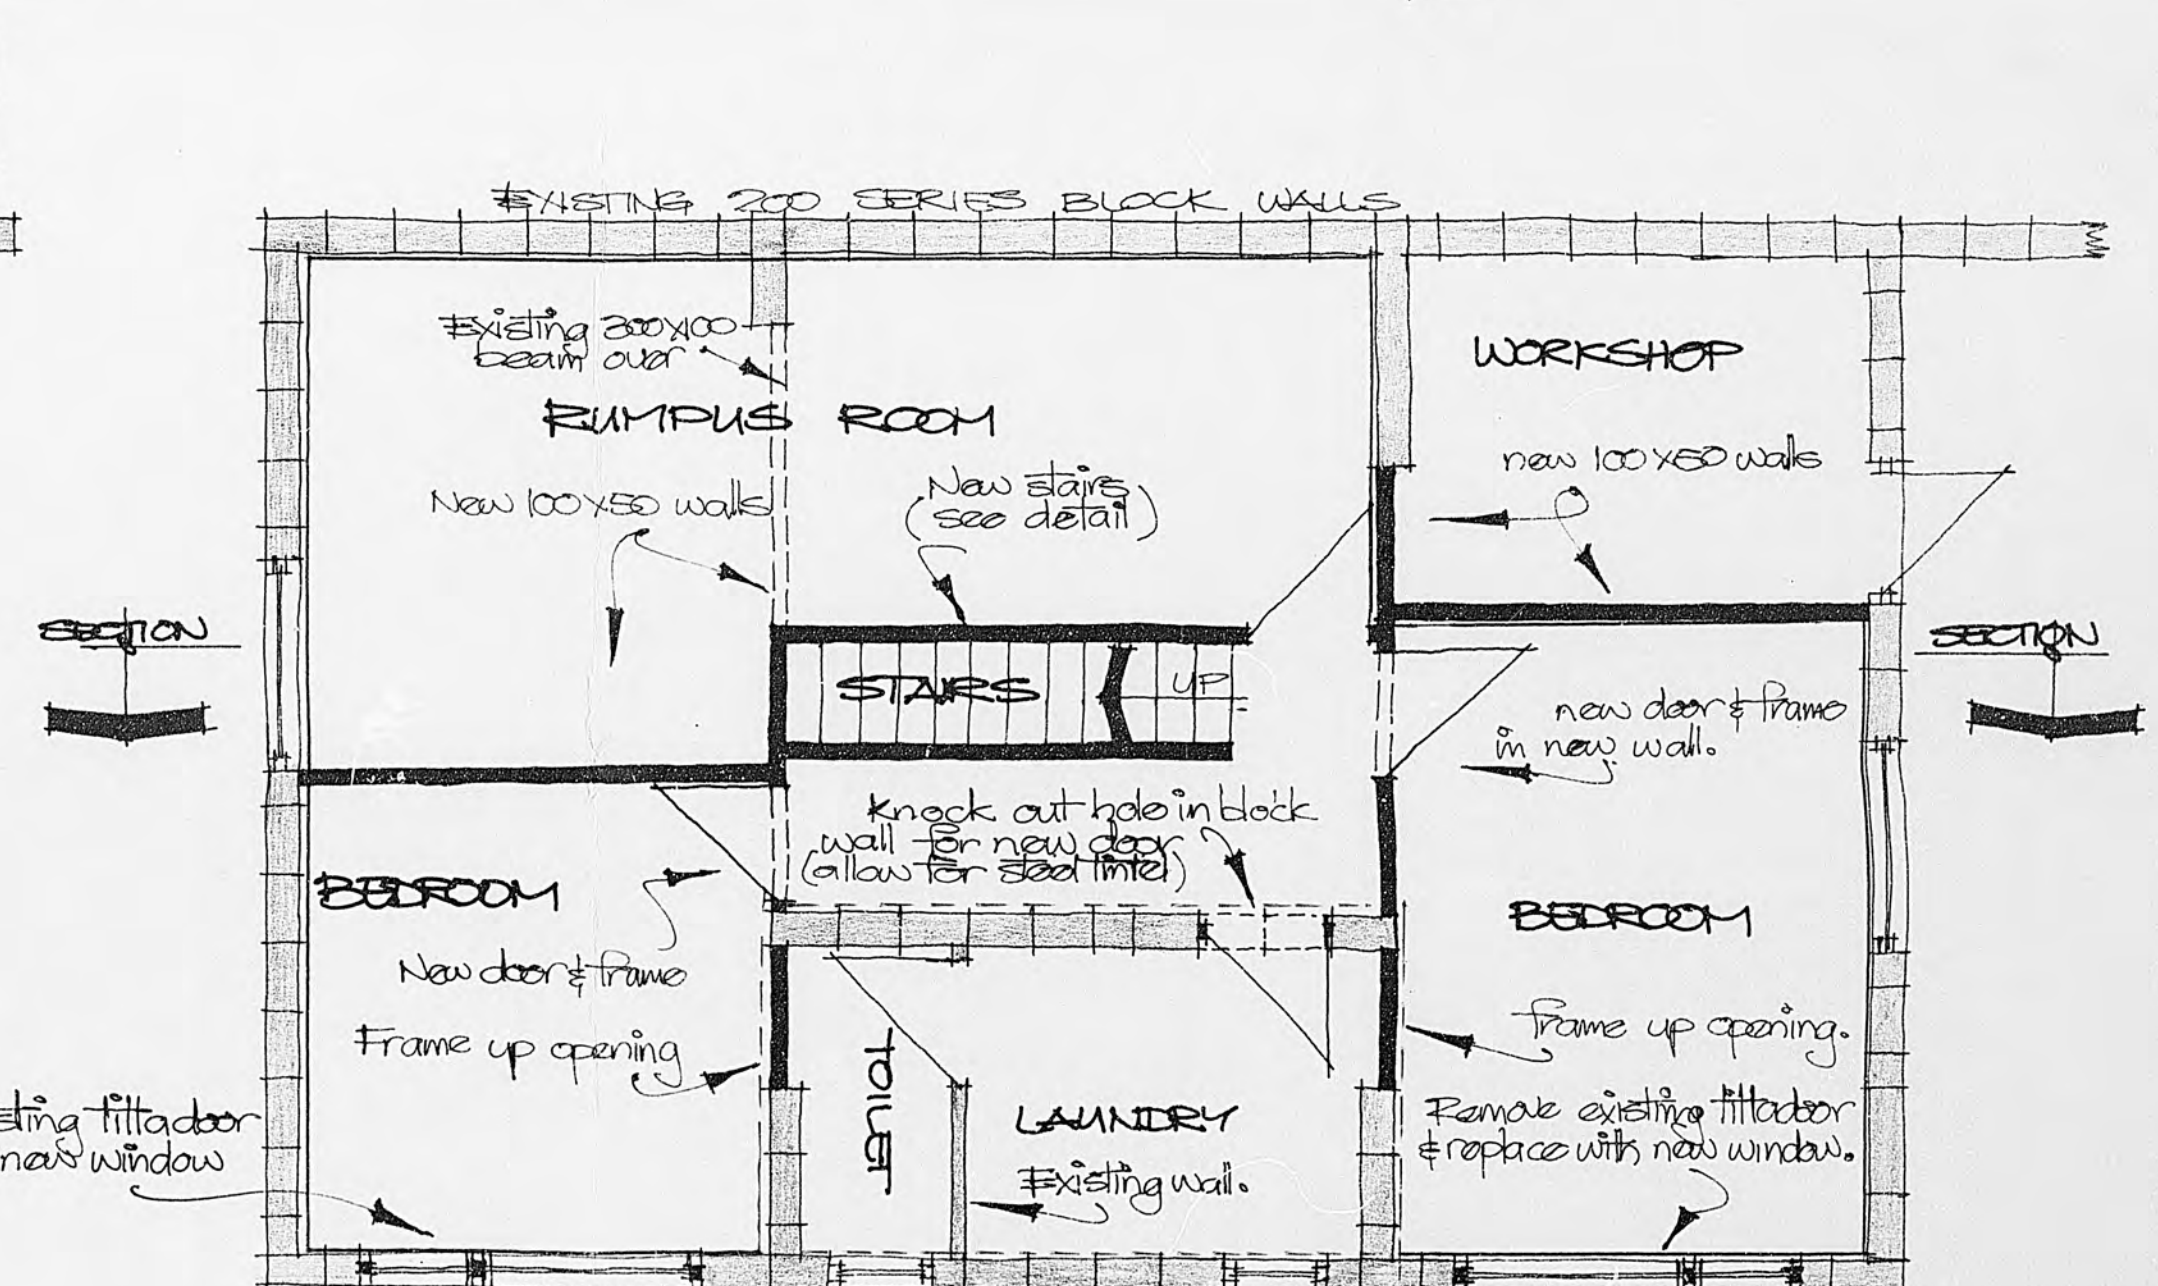 EXISTING 200 SERIES BLOCK WALLS
Existing 300x100
beam over
RUMPUS ROOM
WORKSHOP
new 100x50 walls
New 100x50 walls
New stairs
(see detail)
SECTION
SECTION
STAIRS
UP
new door & frame
in new wall.
Knock out hole in block
wall for new door
(allow for steel lintel)
BEDROOM
BEDROOM
New door & frame
Frame up opening
frame up opening.
TOILET
LAUNDRY
Existing wall.
sting tiltadoor
new window
Remove existing tiltadoor
& replace with new window.